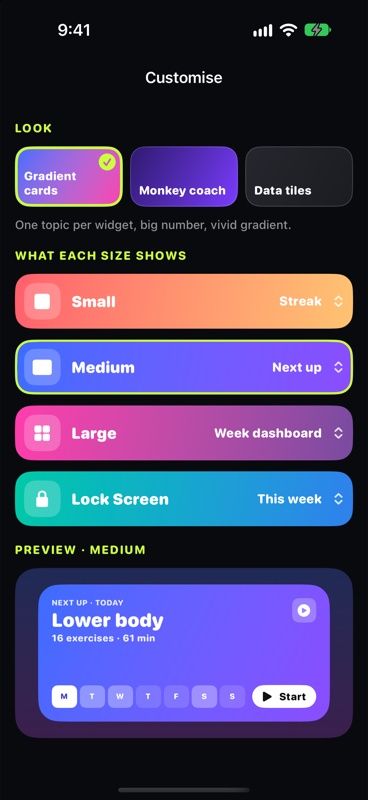 9:41
Customise
LOOK
Gradient
cards
Monkey coach
Data tiles
One topic per widget, big number, vivid gradient.
WHAT EACH SIZE SHOWS
Small
Streak
Medium
Next up
Large
Week dashboard
Lock Screen
This week
PREVIEW · MEDIUM
NEXT UP · TODAY
Lower body
16 exercises · 61 min
M T W T F S S
Start